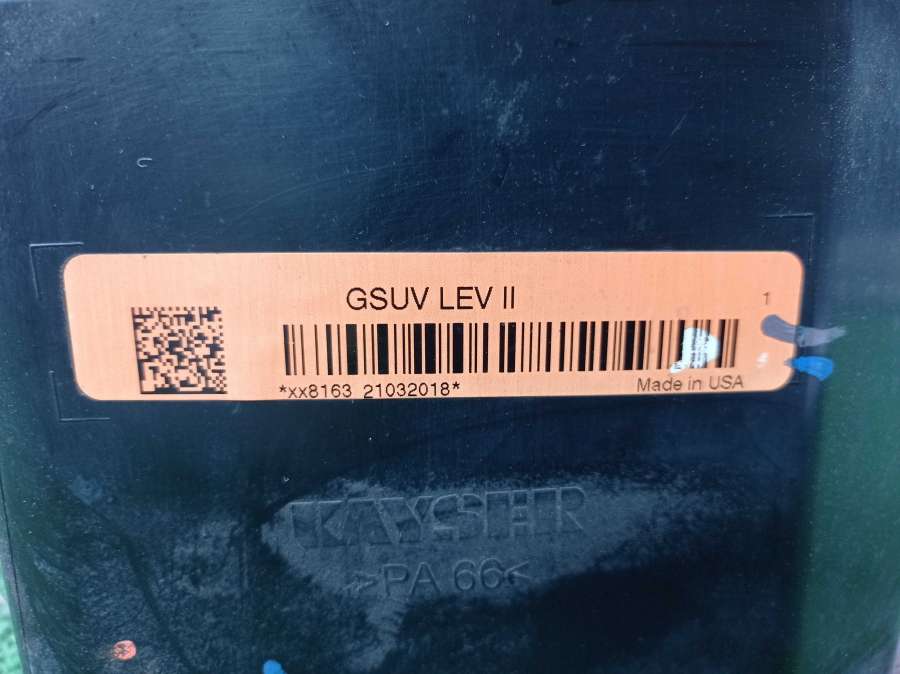 GSUV LEV II
1
*xx8163 21032018*
Made in USA
KAYSER
>PA 66<